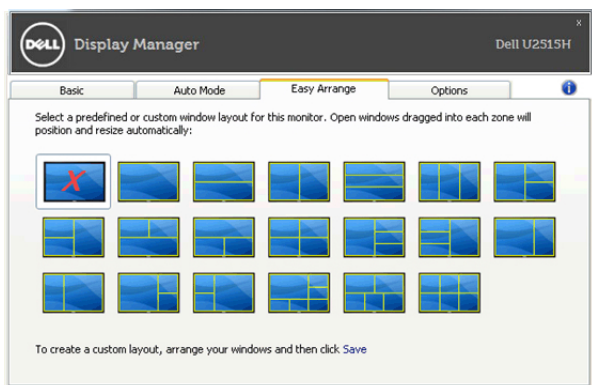 DELL Display Manager
x
Dell U2515H
Basic Auto Mode Easy Arrange Options i
Select a predefined or custom window layout for this monitor. Open windows dragged into each zone will
position and resize automatically:
To create a custom layout, arrange your windows and then click Save